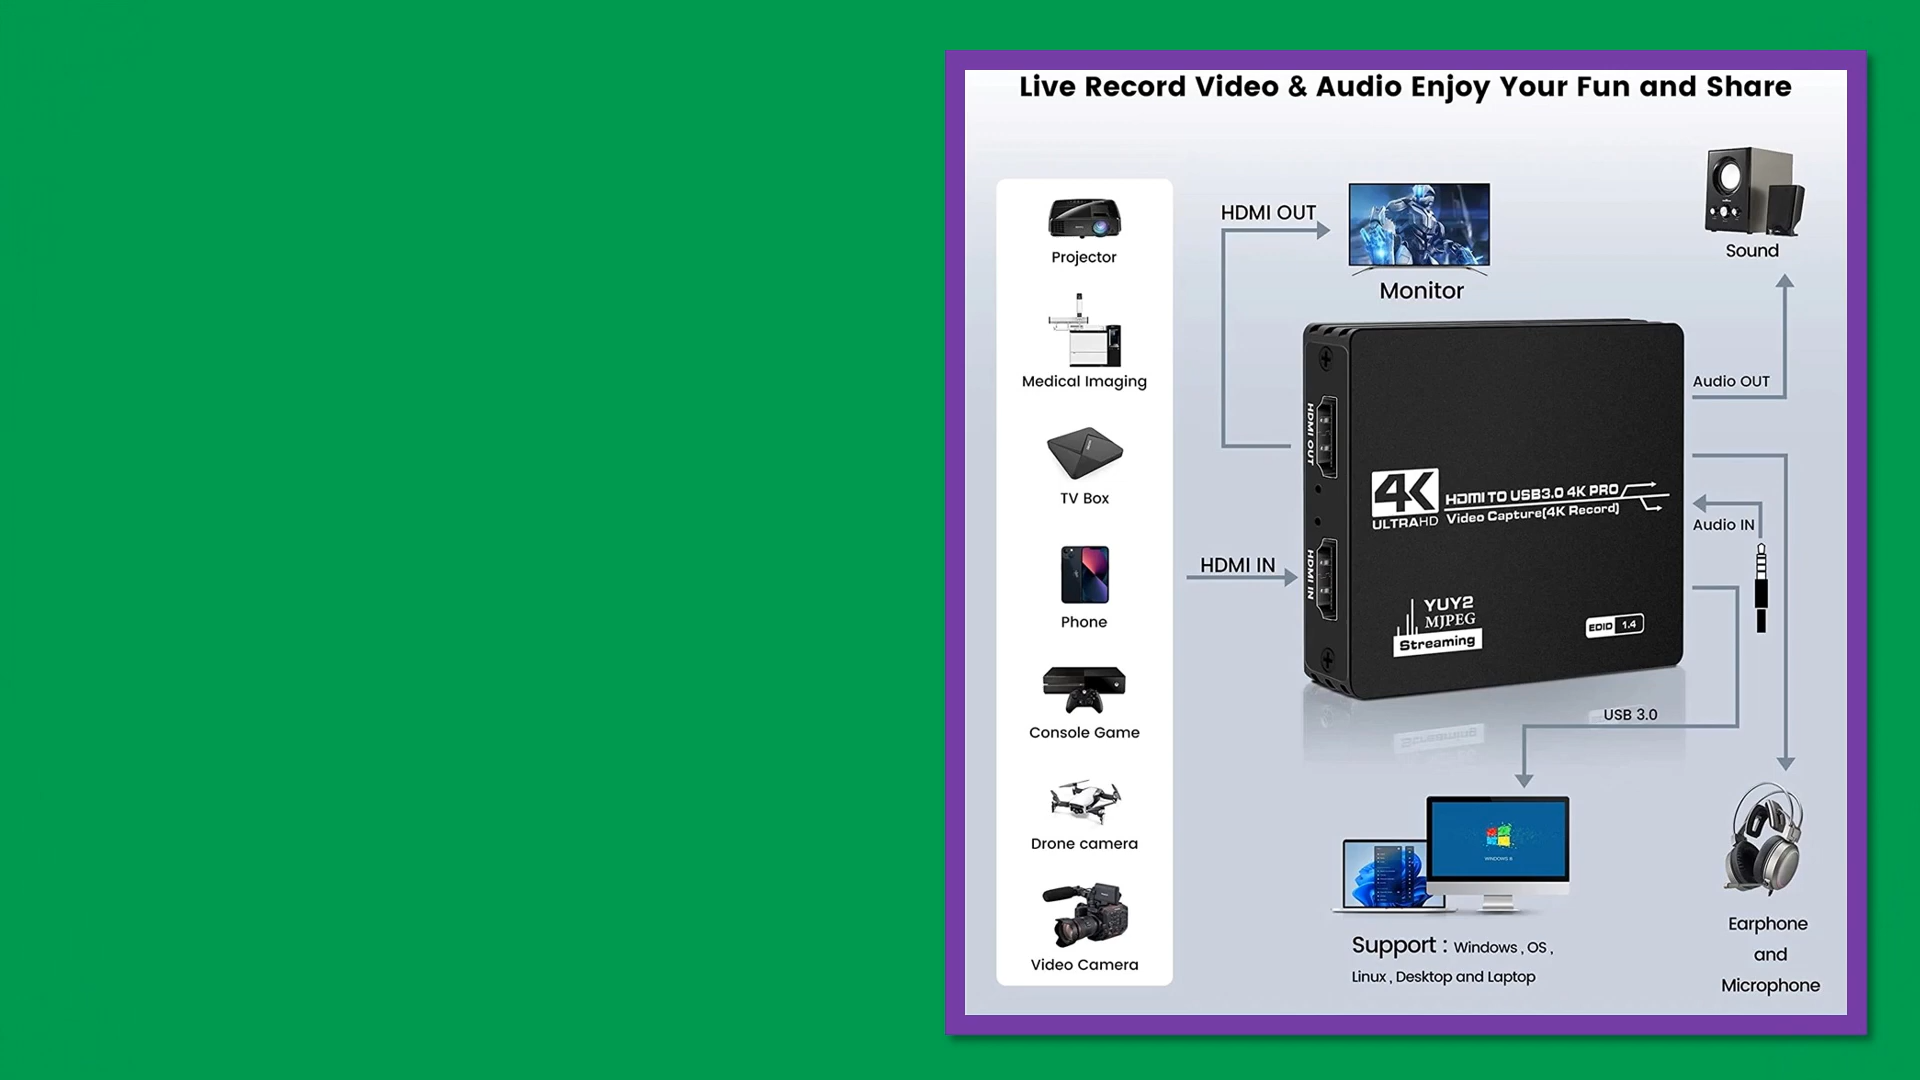 Live Record Video & Audio Enjoy Your Fun and Share
Projector
Medical Imaging
TV Box
Phone
Console Game
Drone camera
Video Camera
HDMI OUT
Monitor
Sound
Audio OUT
HDMI OUT
4K
ULTRAHD
HDMI TO USB3.0 4K PRO
Video Capture(4K Record)
Audio IN
HDMI IN
HDMI IN
YUY2
MJPEG
Streaming
EDID 1.4
USB 3.0
WINDOWS 8
Support : Windows , OS ,
Linux , Desktop and Laptop
Earphone
and
Microphone